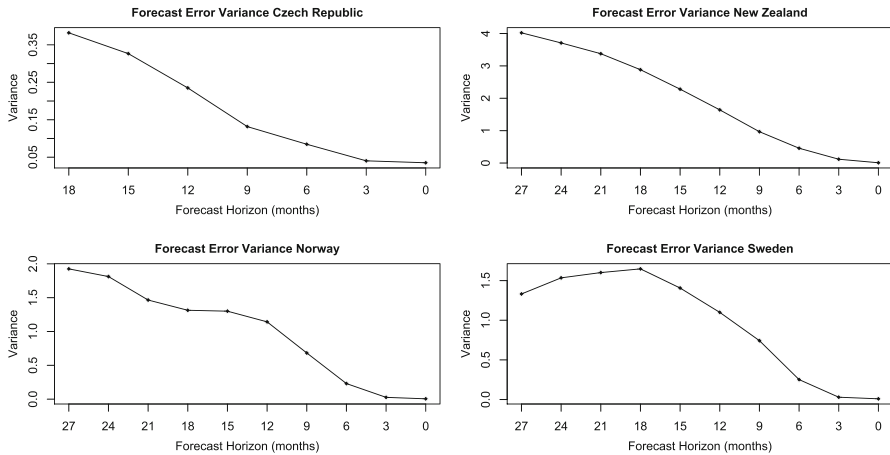 Forecast Error Variance Czech Republic
Variance
0.35
0.25
0.15
0.05
18 15 12 9 6 3 0
Forecast Horizon (months)
Forecast Error Variance New Zealand
Variance
4
3
2
1
0
27 24 21 18 15 12 9 6 3 0
Forecast Horizon (months)
Forecast Error Variance Norway
Variance
2.0
1.5
1.0
0.5
0.0
27 24 21 18 15 12 9 6 3 0
Forecast Horizon (months)
Forecast Error Variance Sweden
Variance
1.5
1.0
0.5
0.0
27 24 21 18 15 12 9 6 3 0
Forecast Horizon (months)